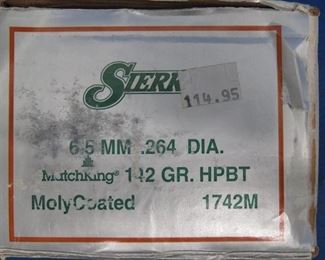 SIERR
114.95
6.5 MM .264 DIA.
MatchKing® 142 GR. HPBT
MolyCoated 1742M